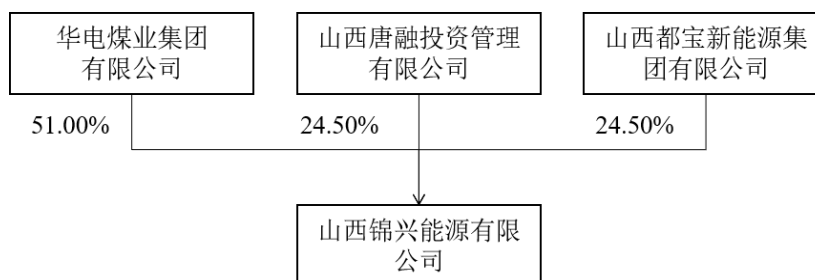 华电煤业集团
有限公司
山西唐融投资管理
有限公司
山西都宝新能源集
团有限公司
51.00%
24.50%
24.50%
山西锦兴能源有限
公司